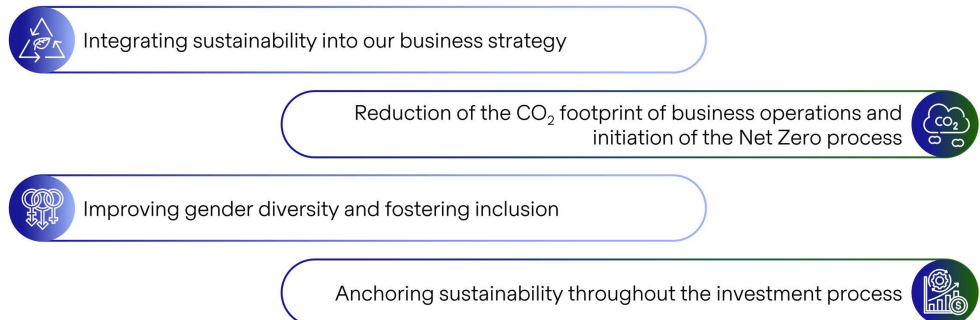 Integrating sustainability into our business strategy
Reduction of the CO₂ footprint of business operations and
initiation of the Net Zero process
CO₂
Improving gender diversity and fostering inclusion
Anchoring sustainability throughout the investment process
$